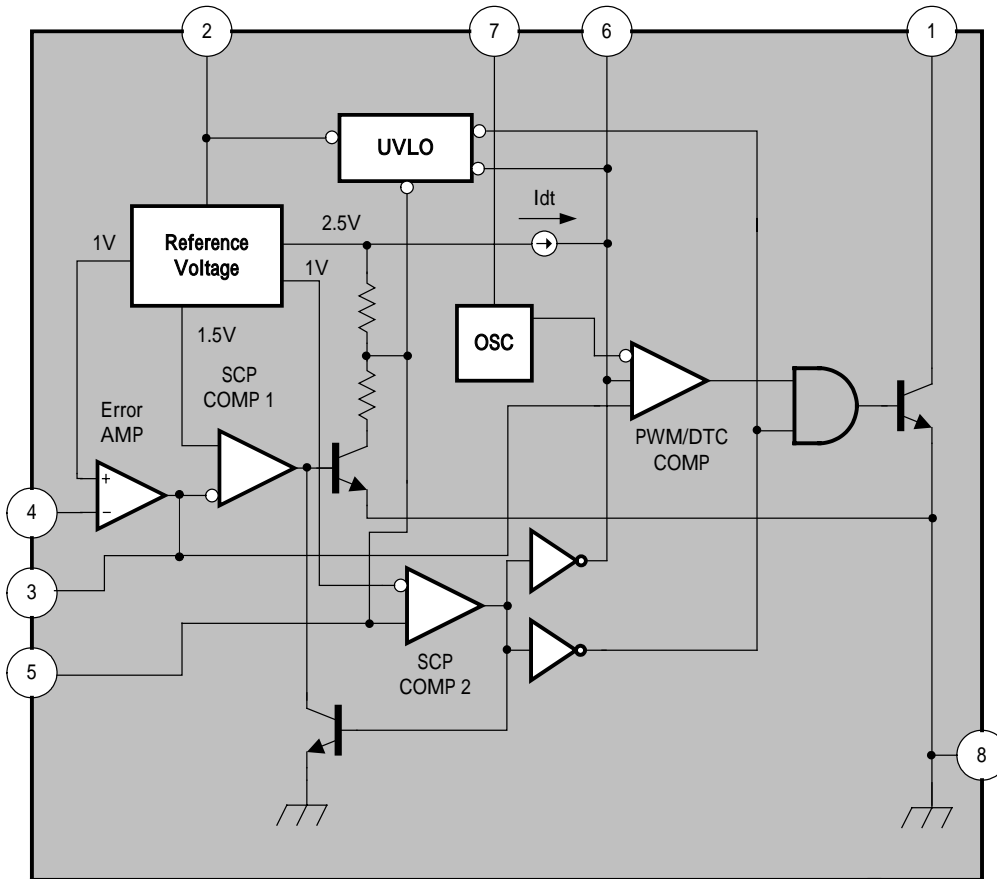 2
7
6
1
UVLO
Idt
2.5V
1V
Reference
Voltage
1V
1.5V
OSC
SCP
COMP 1
Error
AMP
+
−
PWM/DTC
COMP
4
3
5
SCP
COMP 2
8